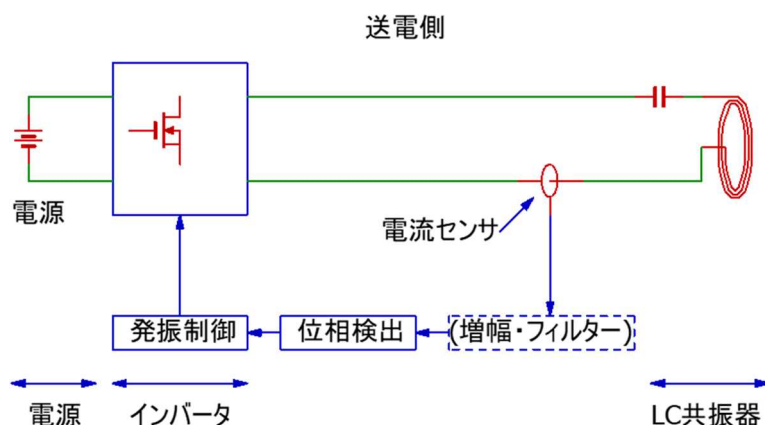 送電側
電源
電流センサ
発振制御
位相検出
(増幅・フィルター)
電源
インバータ
LC共振器